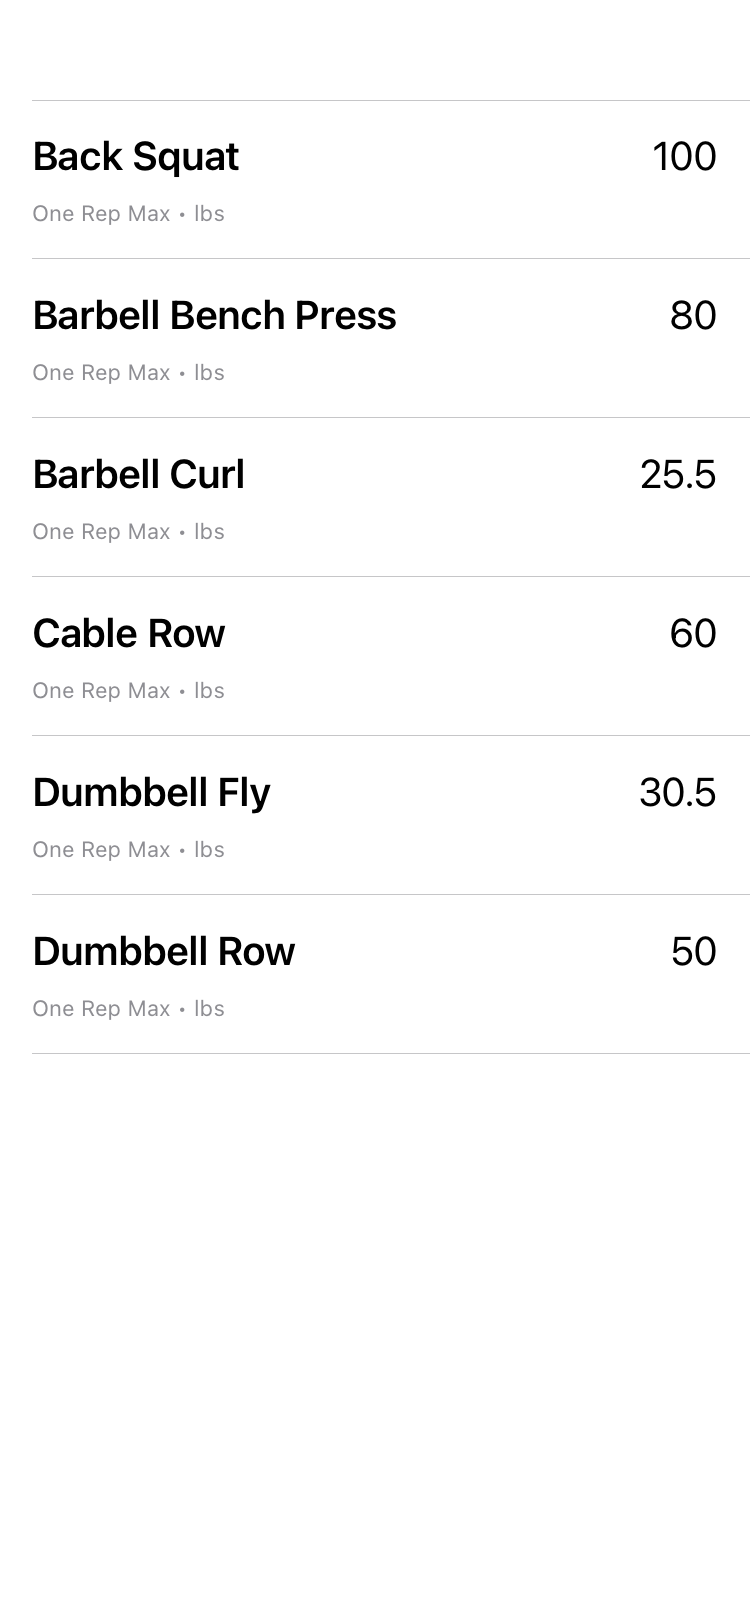 Back Squat 100
One Rep Max • lbs
Barbell Bench Press 80
One Rep Max • lbs
Barbell Curl 25.5
One Rep Max • lbs
Cable Row 60
One Rep Max • lbs
Dumbbell Fly 30.5
One Rep Max • lbs
Dumbbell Row 50
One Rep Max • lbs